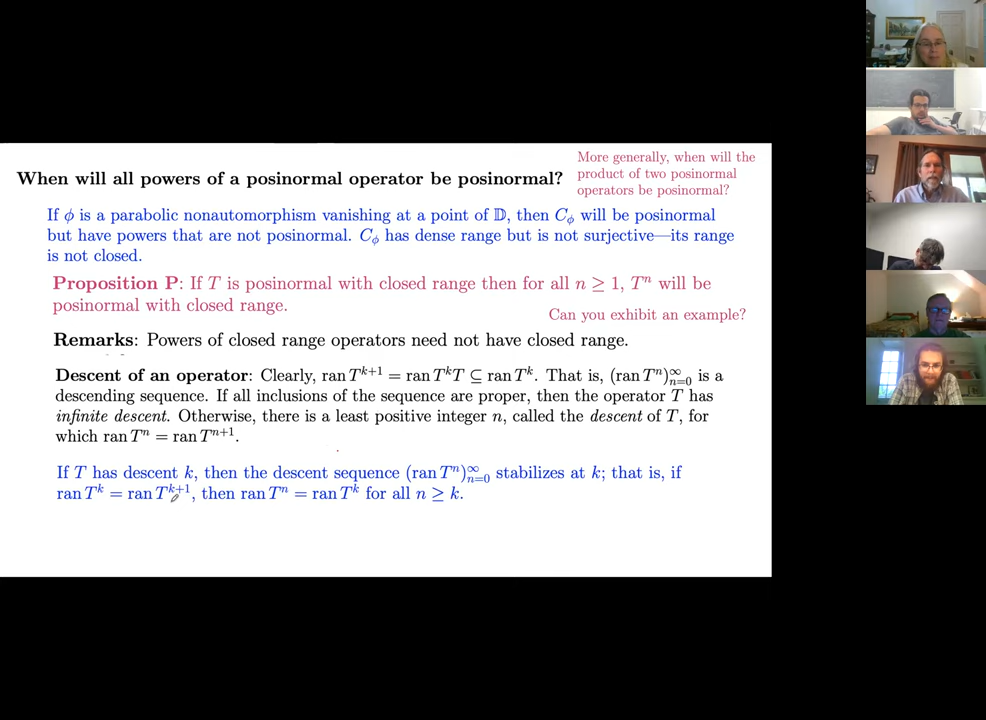 When will all powers of a posinormal operator be posinormal?
More generally, when will the
product of two posinormal
operators be posinormal?
If ϕ is a parabolic nonautomorphism vanishing at a point of 𝔻, then C_ϕ will be posinormal
but have powers that are not posinormal. C_ϕ has dense range but is not surjective—its range
is not closed.
Proposition P: If T is posinormal with closed range then for all n ≥ 1, Tⁿ will be
posinormal with closed range.
Can you exhibit an example?
Remarks: Powers of closed range operators need not have closed range.
Descent of an operator: Clearly, ran T^{k+1} = ran T^k T ⊆ ran T^k. That is, (ran T^n)_{n=0}^∞ is a
descending sequence. If all inclusions of the sequence are proper, then the operator T has
infinite descent. Otherwise, there is a least positive integer n, called the descent of T, for
which ran T^n = ran T^{n+1}.
If T has descent k, then the descent sequence (ran T^n)_{n=0}^∞ stabilizes at k; that is, if
ran T^k = ran T^{k+1}, then ran T^n = ran T^k for all n ≥ k.